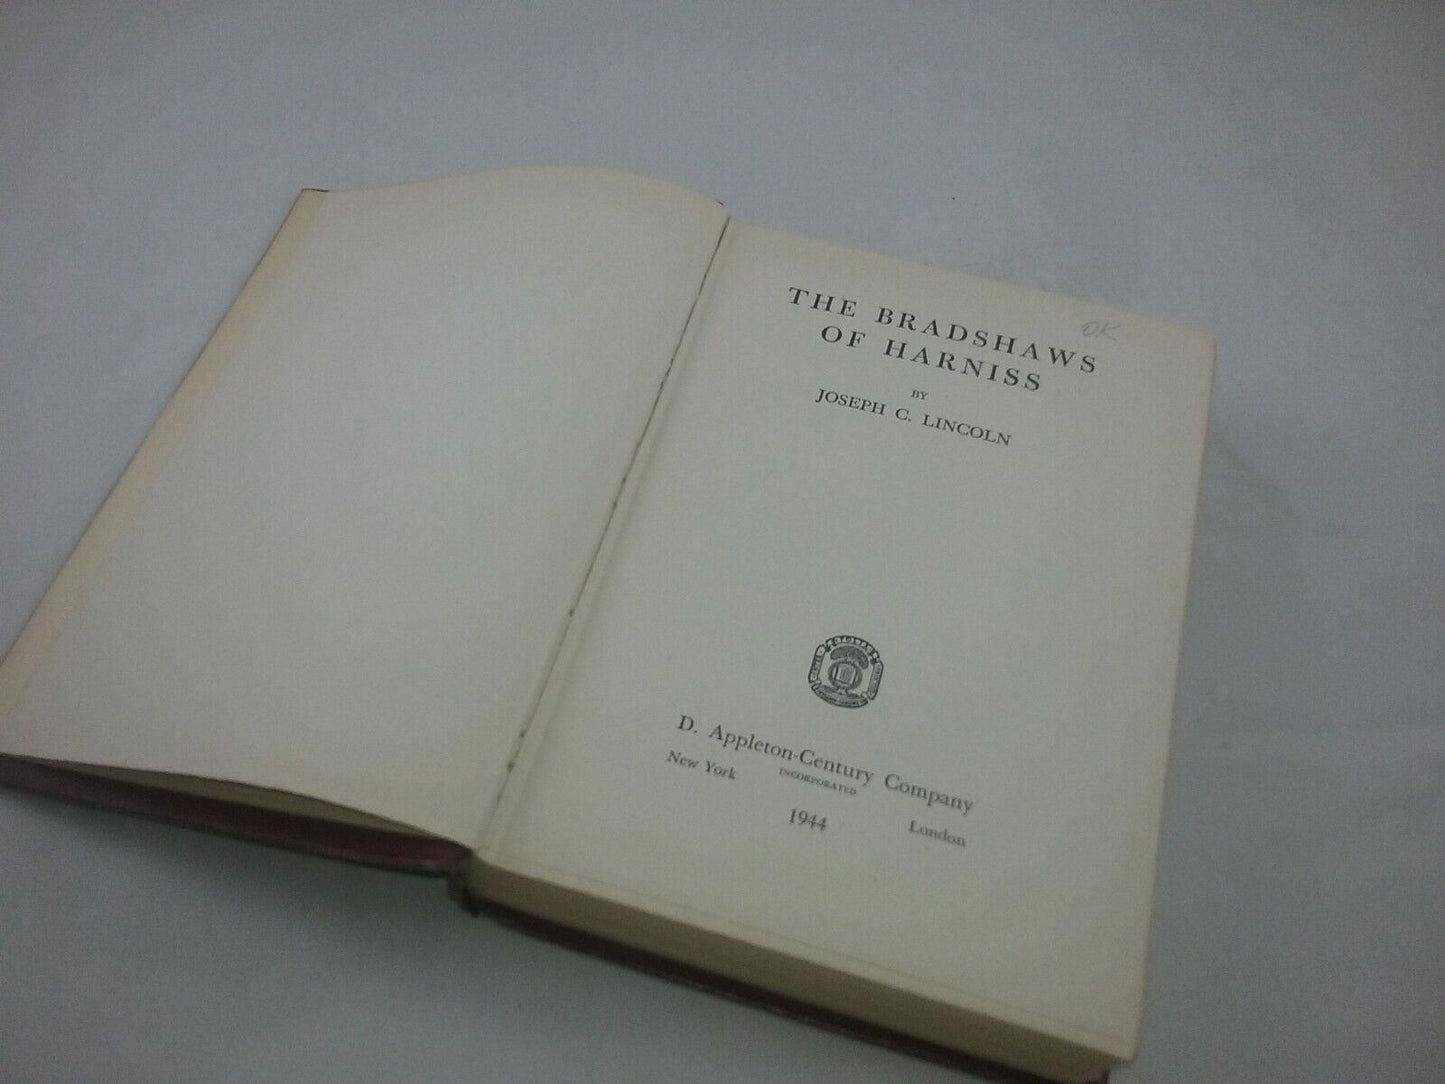 OK
THE BRADSHAWS
OF HARNISS
BY
JOSEPH C. LINCOLN
D. Appleton-Century Company
INCORPORATED
New York London
1944